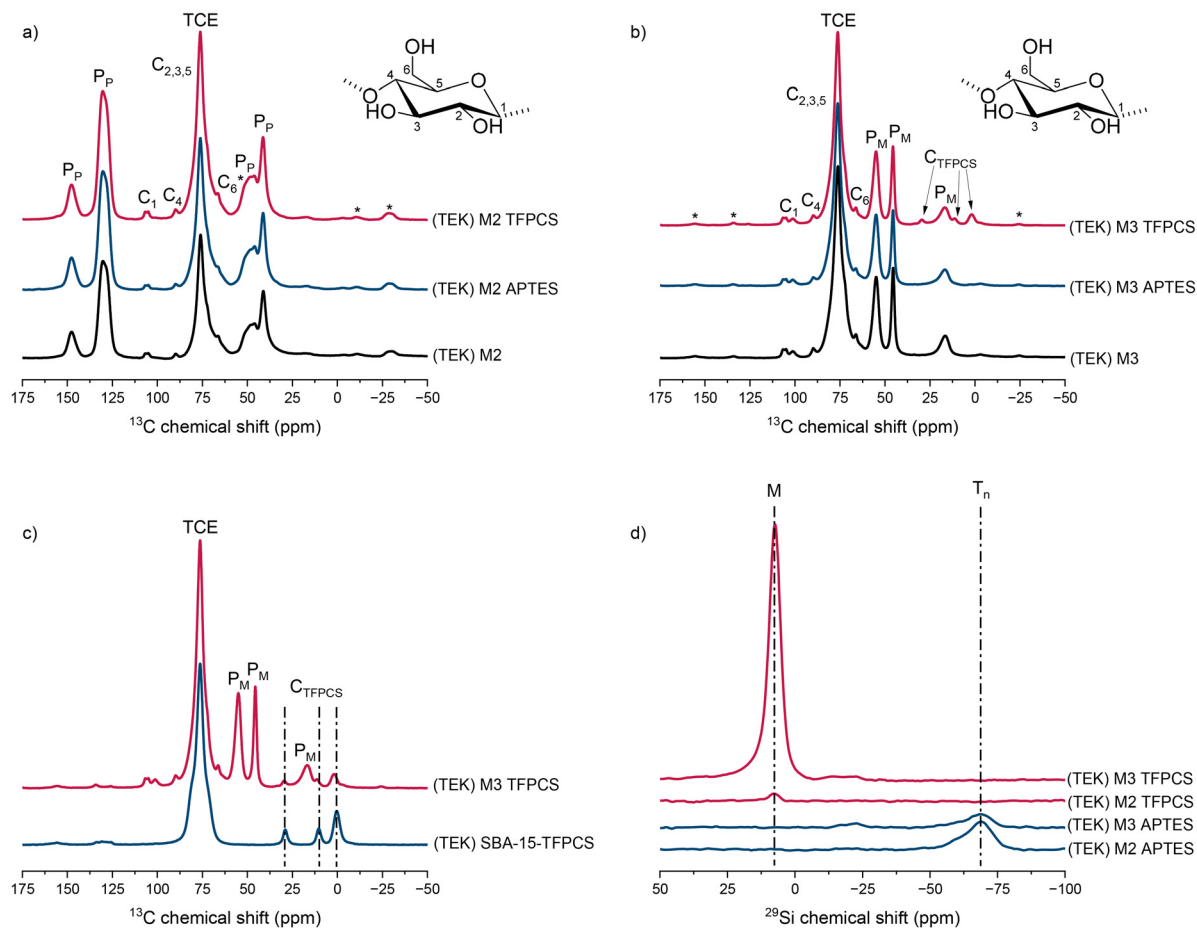 a)
TCE
C2,3,5
PP
PP
PP
PP
C1
C4
C6*
*
*
OH
6
4
5
O
O
HO
3
2
OH
1
(TEK) M2 TFPCS
(TEK) M2 APTES
(TEK) M2
175 150 125 100 75 50 25 0 −25 −50
13C chemical shift (ppm)
b)
TCE
C2,3,5
PM
PM
CTFPCS
PM
*
*
C1
C4
C6
*
OH
6
4
5
O
O
HO
3
2
OH
1
(TEK) M3 TFPCS
(TEK) M3 APTES
(TEK) M3
175 150 125 100 75 50 25 0 −25 −50
13C chemical shift (ppm)
c)
TCE
PM
PM
CTFPCS
PM
(TEK) M3 TFPCS
(TEK) SBA-15-TFPCS
175 150 125 100 75 50 25 0 −25 −50
13C chemical shift (ppm)
d)
M
Tn
(TEK) M3 TFPCS
(TEK) M2 TFPCS
(TEK) M3 APTES
(TEK) M2 APTES
50 25 0 −25 −50 −75 −100
29Si chemical shift (ppm)